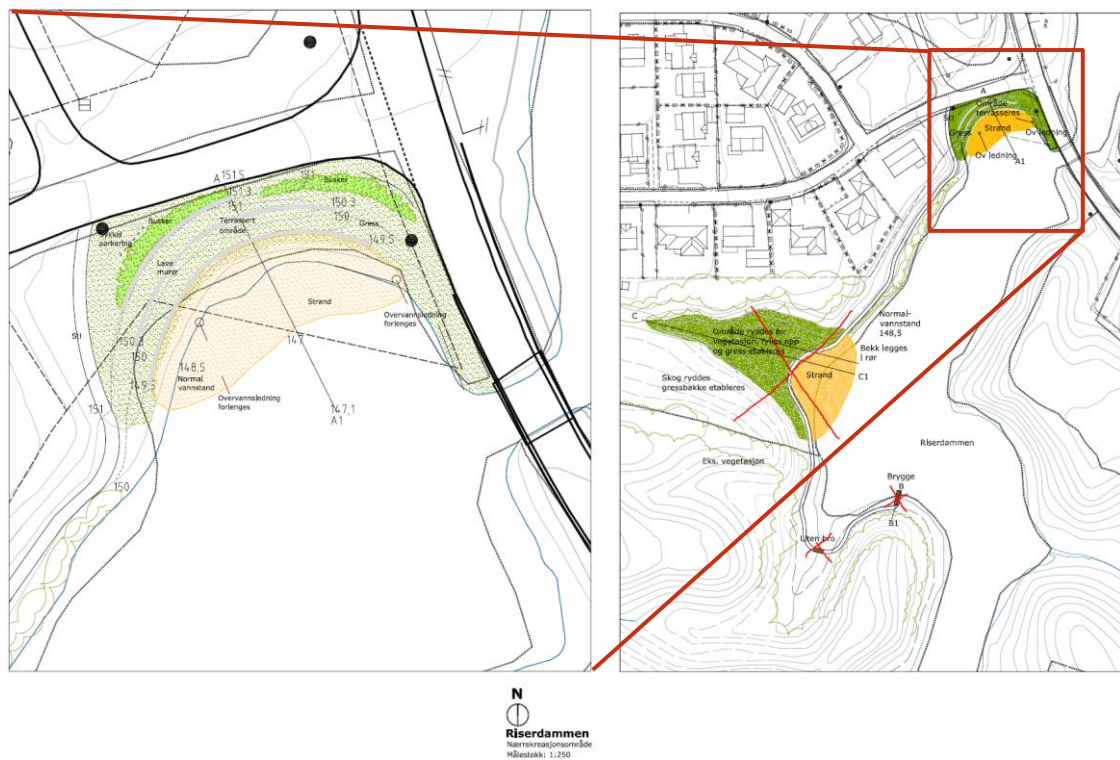 A
151.5
151.3
151
181
Busker
150.3
150
Busker
Terrassert
område
Gress
149.5
Sykkel
parkering
Lave
murer
Strand
Overvannsledning
forlenges
147
Sti
150.3
150
149.5
148,5
Normal
vannstand
Overvannsledning
forlenges
147,1
A1
151
150
A
Område
terrasseres
Sti
Gress
Strand
Ov ledning
Ov ledning
A1
C
Normal-
vannstand
148,5
Område ryddes for
vegetasjon, fylles opp
og gress etableres
Bekk legges
i rør
C1
Strand
Skog ryddes
gressbakke etableres
Eks. vegetasjon
Riserdammen
Brygge
B
B1
Liten bro
N
Riserdammen
Nærrekreasjonsområde
Målestokk: 1:250